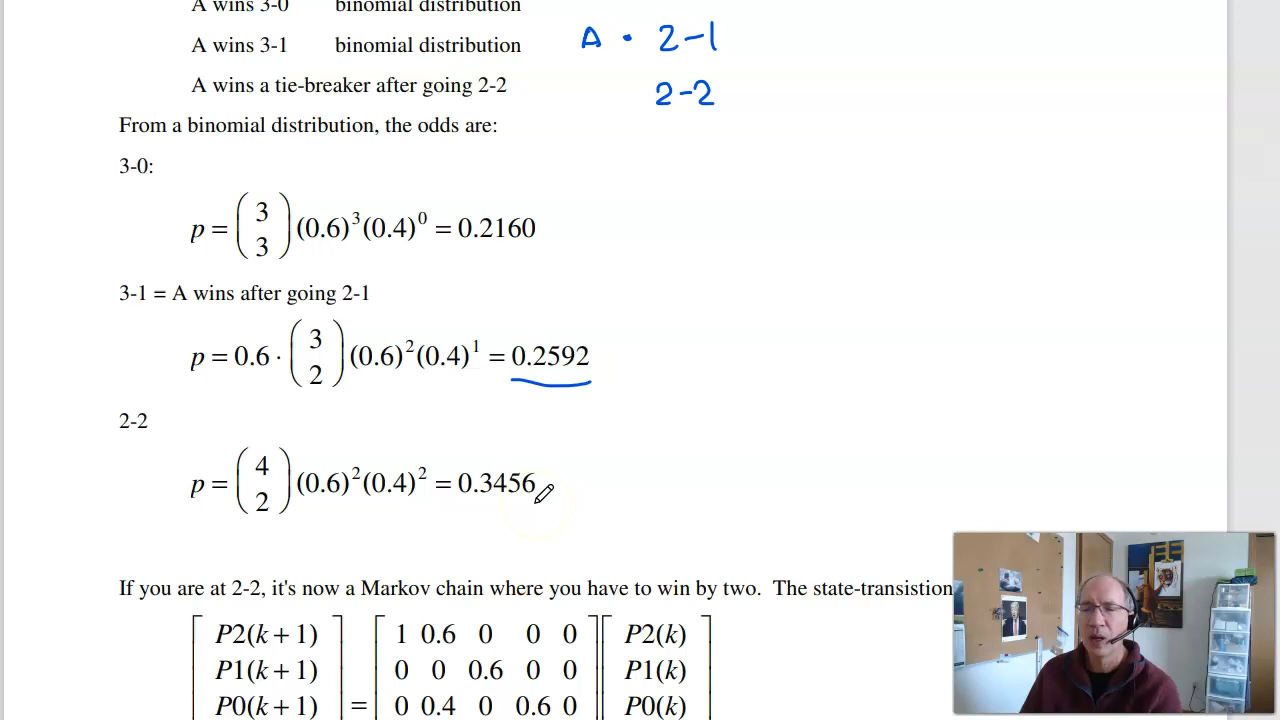 A wins 3-0 binomial distribution
A wins 3-1 binomial distribution A • 2-1
A wins a tie-breaker after going 2-2 2-2
From a binomial distribution, the odds are:
3-0:
p = ( 3 3 ) (0.6)^3 (0.4)^0 = 0.2160
3-1 = A wins after going 2-1
p = 0.6 · ( 3 2 ) (0.6)^2 (0.4)^1 = 0.2592
2-2
p = ( 4 2 ) (0.6)^2 (0.4)^2 = 0.3456
If you are at 2-2, it's now a Markov chain where you have to win by two. The state-transistion
[ P2(k+1) ] [ 1 0.6 0 0 0 ] [ P2(k) ]
P1(k+1) 0 0 0.6 0 0 P1(k)
P0(k+1) = 0 0.4 0 0.6 0 P0(k)